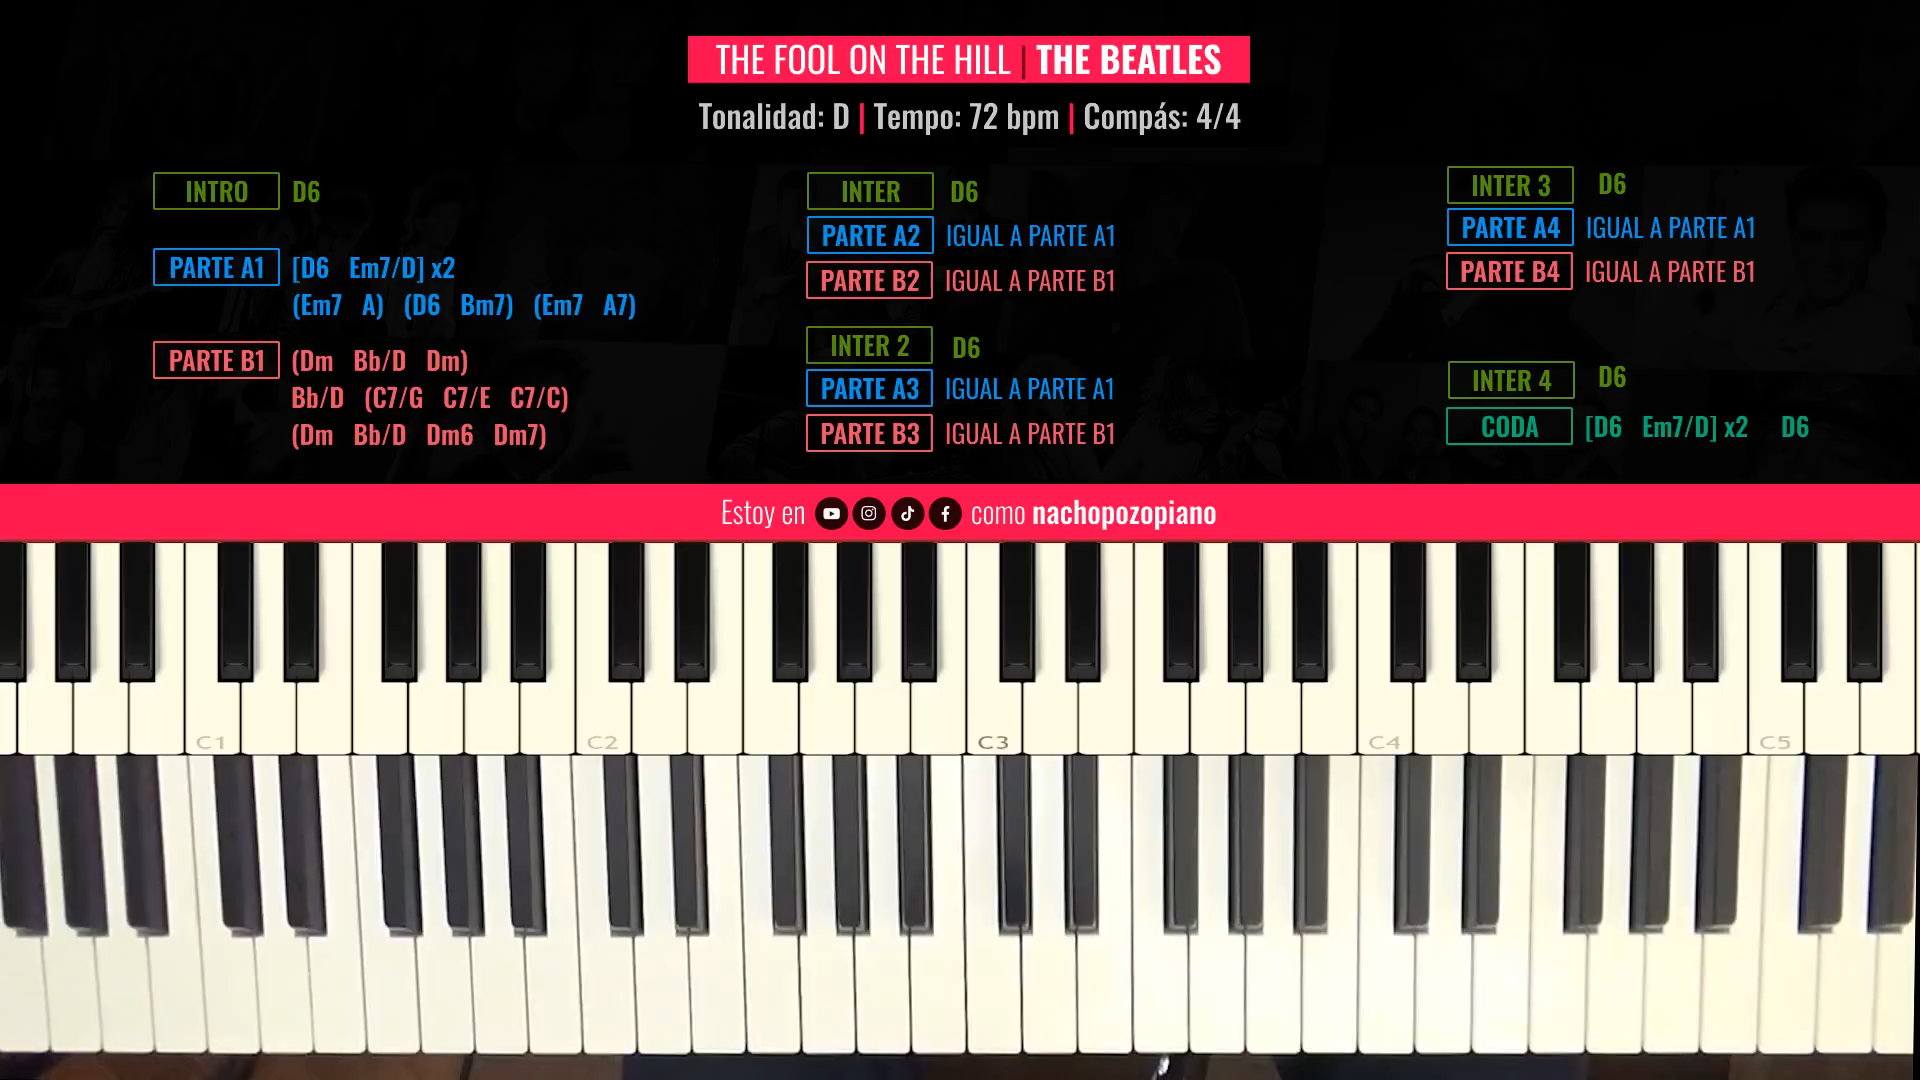 THE FOOL ON THE HILL | THE BEATLES
Tonalidad: D | Tempo: 72 bpm | Compás: 4/4
INTRO D6
PARTE A1 [D6 Em7/D] x2
(Em7 A) (D6 Bm7) (Em7 A7)
PARTE B1 (Dm Bb/D Dm)
Bb/D (C7/G C7/E C7/C)
(Dm Bb/D Dm6 Dm7)
INTER D6
PARTE A2 IGUAL A PARTE A1
PARTE B2 IGUAL A PARTE B1
INTER 2 D6
PARTE A3 IGUAL A PARTE A1
PARTE B3 IGUAL A PARTE B1
INTER 3 D6
PARTE A4 IGUAL A PARTE A1
PARTE B4 IGUAL A PARTE B1
INTER 4 D6
CODA [D6 Em7/D] x2 D6
Estoy en como nachopozopiano
C1 C2 C3 C4 C5